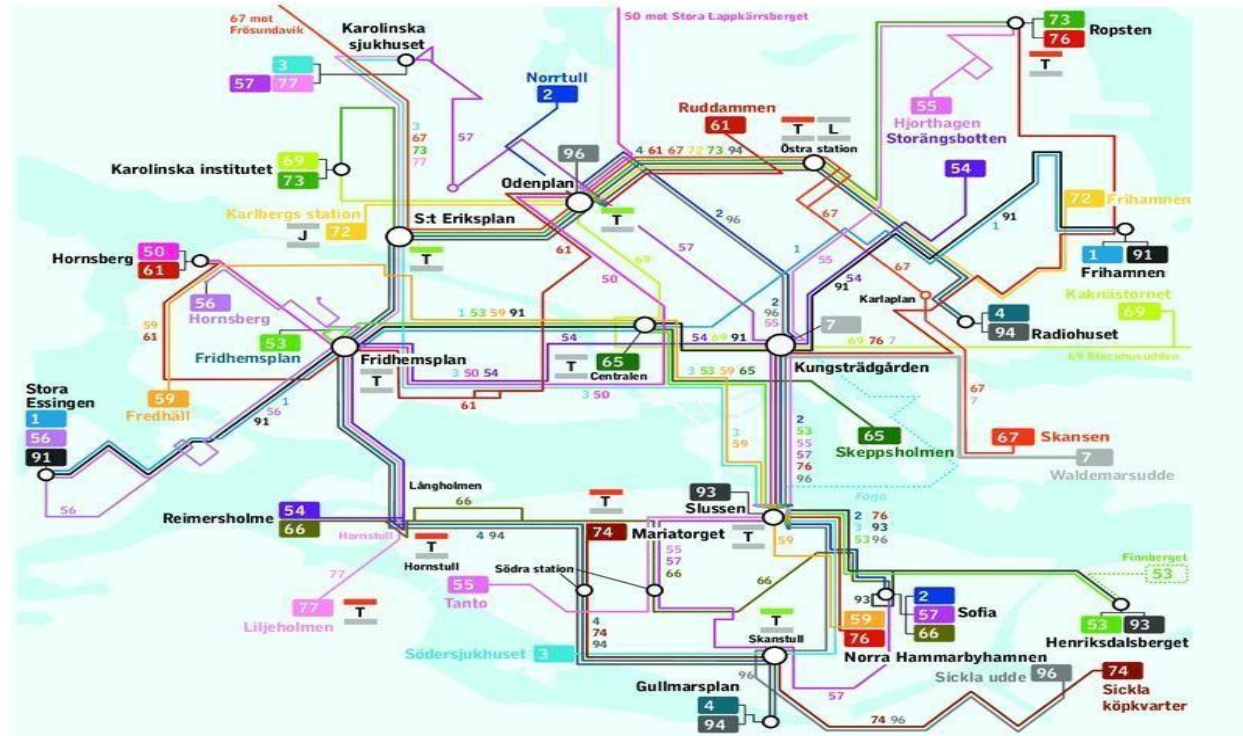 67 mot
Frösundavik
50 mot Stora Lappkärrsberget
Karolinska
sjukhuset
3
57 77
73
76
Ropsten
T
Norrtull
2
55
Hjorthagen
Storängsbotten
54
Ruddammen
61
T L
Östra station
57
3
67
73
77
96
4 61 67 72 73 94
Karolinska institutet
69
73
Odenplan
T
Karlbergs station
J
72
S:t Eriksplan
T
72 Frihamnen
91
1
1 91
Frihamnen
67
2 96
57
1
55
61
69
50
54
91
67
Hornsberg
50
61
56
Hornsberg
Karlaplan
Kaknästornet
69
4
94
Radiohuset
2
96
55
7
59
61
1 53 59 91
53
Fridhemsplan
Fridhemsplan
T
54
54 69 91
69 76 7
69 Blockhusudden
Kungsträdgården
T
65
Centralen
3 50 54
3 53 59 65
3 50
61
59
Fredhäll
1
56
91
Stora
Essingen
1
56
91
56
67
7
67 Skansen
7
Waldemarsudde
65
Skeppsholmen
3
59
2
53
55
57
76
96
Långholmen
66
93
Slussen
T
Färja
Reimersholme
54
66
Hornstull
T
Hornstull
4 94
T
74 Mariatorget
55
57
66
59
2 76
3 93
53 96
Finnberget
53
77
77
Liljeholmen
T
55
Tanto
Södra station
66
93
2
57
66
Sofia
53 93
Henriksdalsberget
T
Skanstull
59
76
Norra Hammarbyhamnen
4
74
94
Södersjukhuset 3
96
57
Sickla udde 96
74
Sickla
köpkvarter
Gullmarsplan
4
94
74 96